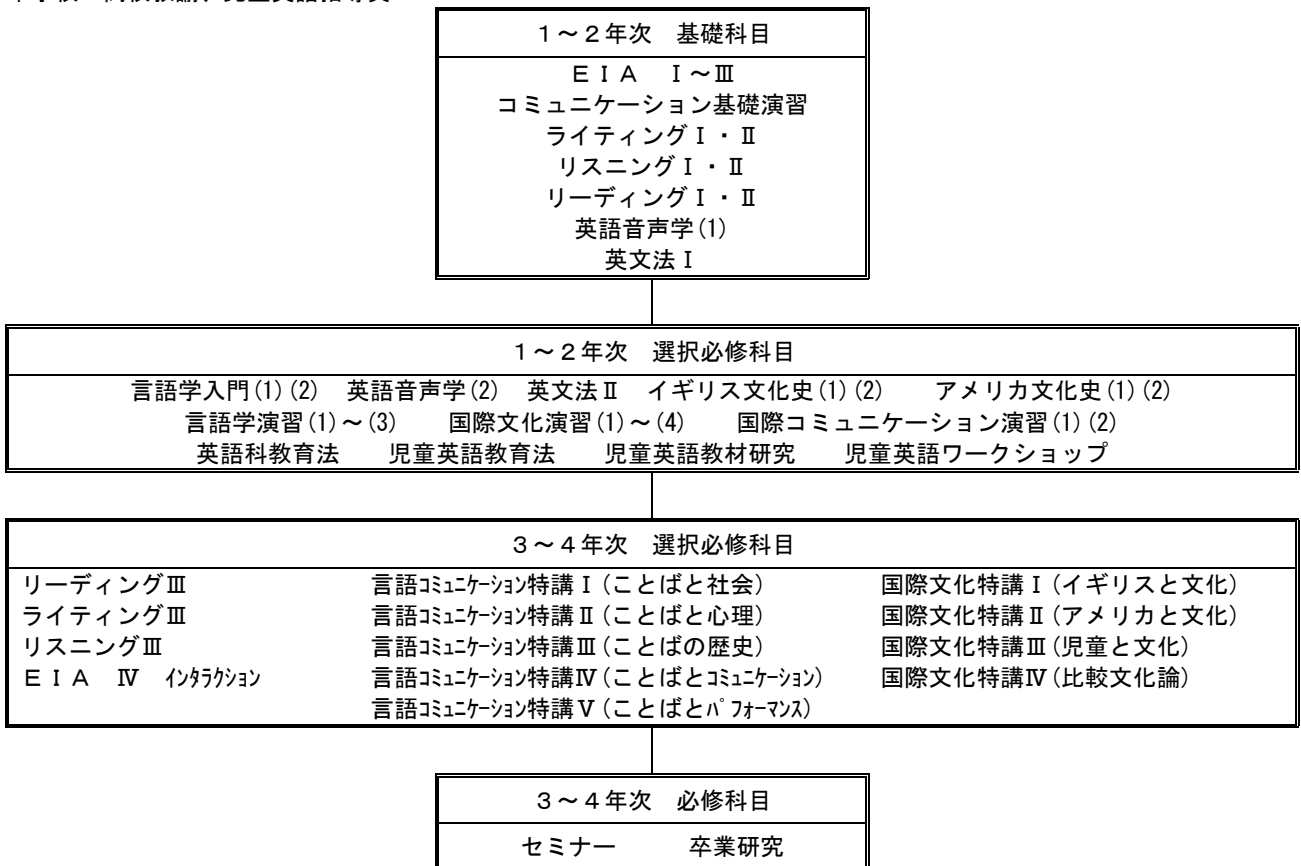 １～２年次　基礎科目
ＥＩＡ　Ⅰ～Ⅲ
コミュニケーション基礎演習
ライティングⅠ・Ⅱ
リスニングⅠ・Ⅱ
リーディングⅠ・Ⅱ
英語音声学(1)
英文法Ⅰ
１～２年次　選択必修科目
言語学入門(1)(2)　英語音声学(2)　英文法Ⅱ　イギリス文化史(1)(2)　アメリカ文化史(1)(2)
言語学演習(1)～(3)　国際文化演習(1)～(4)　国際コミュニケーション演習(1)(2)
英語科教育法　児童英語教育法　児童英語教材研究　児童英語ワークショップ
３～４年次　選択必修科目
リーディングⅢ　言語ｺﾐｭﾆｹｰｼｮﾝ特講Ⅰ(ことばと社会)　国際文化特講Ⅰ(イギリスと文化)
ライティングⅢ　言語ｺﾐｭﾆｹｰｼｮﾝ特講Ⅱ(ことばと心理)　国際文化特講Ⅱ(アメリカと文化)
リスニングⅢ　言語ｺﾐｭﾆｹｰｼｮﾝ特講Ⅲ(ことばの歴史)　国際文化特講Ⅲ(児童と文化)
ＥＩＡ　Ⅳ　ｲﾝﾀﾗｸｼｮﾝ　言語ｺﾐｭﾆｹｰｼｮﾝ特講Ⅳ(ことばとｺﾐｭﾆｹｰｼｮﾝ)　国際文化特講Ⅳ(比較文化論)
言語ｺﾐｭﾆｹｰｼｮﾝ特講Ⅴ(ことばとﾊﾟﾌｫｰﾏﾝｽ)
３～４年次　必修科目
セミナー　卒業研究